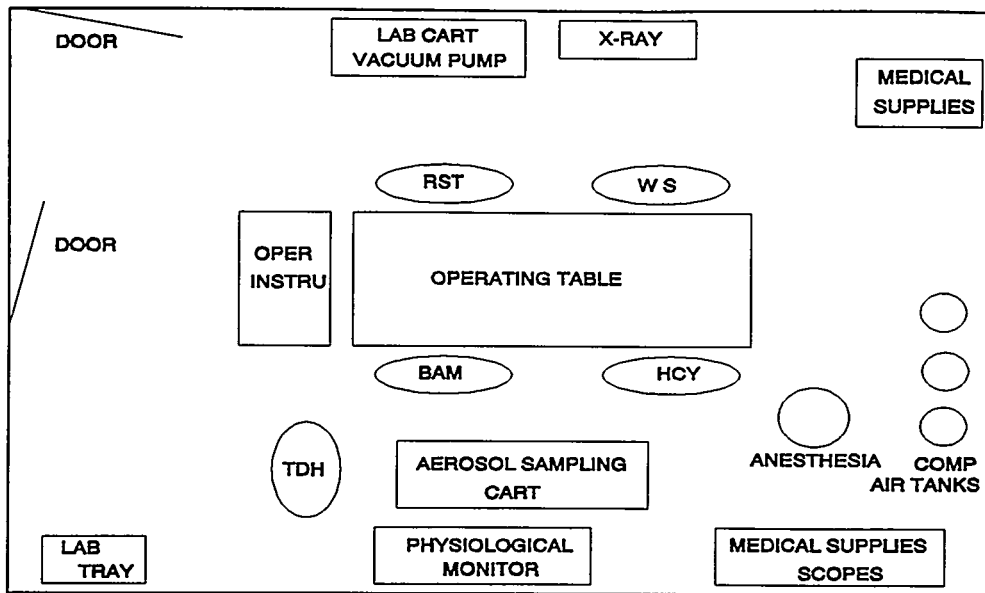 DOOR
LAB CART
VACUUM PUMP
X-RAY
MEDICAL
SUPPLIES
RST
W S
DOOR
OPER
INSTRU
OPERATING TABLE
BAM
HCY
TDH
AEROSOL SAMPLING
CART
ANESTHESIA
COMP
AIR TANKS
LAB
TRAY
PHYSIOLOGICAL
MONITOR
MEDICAL SUPPLIES
SCOPES